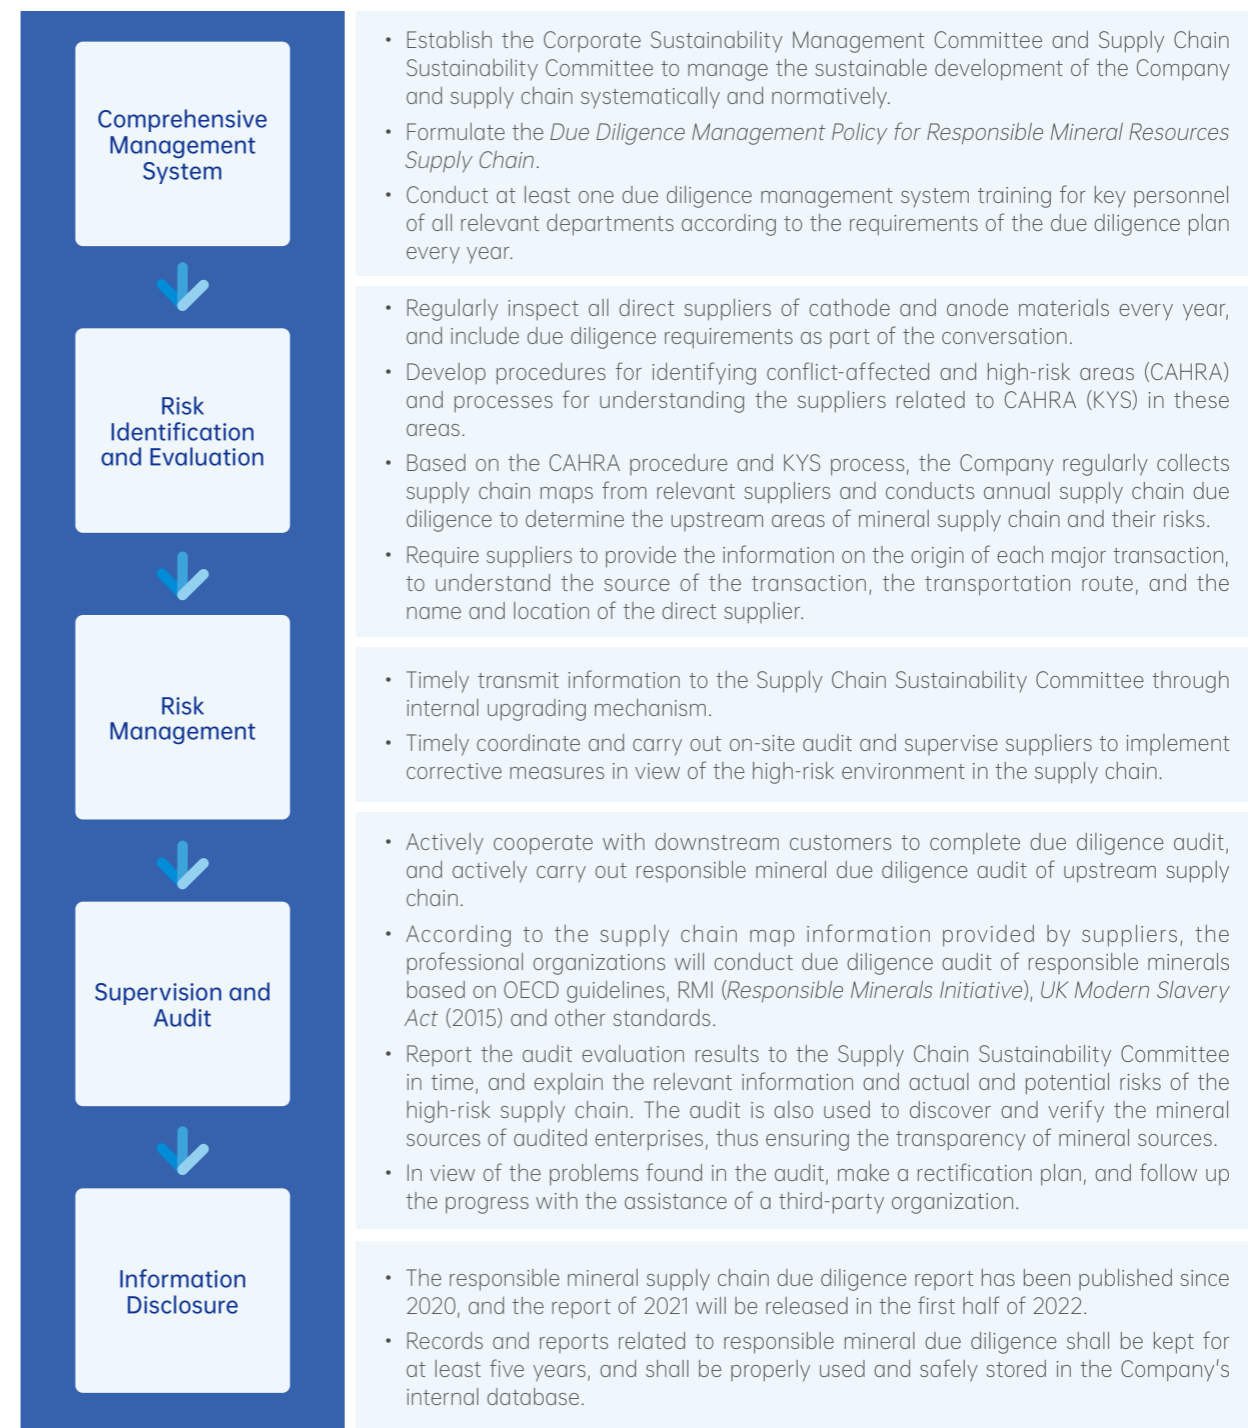 Comprehensive
Management
System
• Establish the Corporate Sustainability Management Committee and Supply Chain
Sustainability Committee to manage the sustainable development of the Company
and supply chain systematically and normatively.
• Formulate the Due Diligence Management Policy for Responsible Mineral Resources
Supply Chain.
• Conduct at least one due diligence management system training for key personnel
of all relevant departments according to the requirements of the due diligence plan
every year.
Risk
Identification
and Evaluation
• Regularly inspect all direct suppliers of cathode and anode materials every year,
and include due diligence requirements as part of the conversation.
• Develop procedures for identifying conflict-affected and high-risk areas (CAHRA)
and processes for understanding the suppliers related to CAHRA (KYS) in these
areas.
• Based on the CAHRA procedure and KYS process, the Company regularly collects
supply chain maps from relevant suppliers and conducts annual supply chain due
diligence to determine the upstream areas of mineral supply chain and their risks.
• Require suppliers to provide the information on the origin of each major transaction,
to understand the source of the transaction, the transportation route, and the
name and location of the direct supplier.
Risk
Management
• Timely transmit information to the Supply Chain Sustainability Committee through
internal upgrading mechanism.
• Timely coordinate and carry out on-site audit and supervise suppliers to implement
corrective measures in view of the high-risk environment in the supply chain.
Supervision and
Audit
• Actively cooperate with downstream customers to complete due diligence audit,
and actively carry out responsible mineral due diligence audit of upstream supply
chain.
• According to the supply chain map information provided by suppliers, the
professional organizations will conduct due diligence audit of responsible minerals
based on OECD guidelines, RMI (Responsible Minerals Initiative), UK Modern Slavery
Act (2015) and other standards.
• Report the audit evaluation results to the Supply Chain Sustainability Committee
in time, and explain the relevant information and actual and potential risks of the
high-risk supply chain. The audit is also used to discover and verify the mineral
sources of audited enterprises, thus ensuring the transparency of mineral sources.
• In view of the problems found in the audit, make a rectification plan, and follow up
the progress with the assistance of a third-party organization.
Information
Disclosure
• The responsible mineral supply chain due diligence report has been published since
2020, and the report of 2021 will be released in the first half of 2022.
• Records and reports related to responsible mineral due diligence shall be kept for
at least five years, and shall be properly used and safely stored in the Company's
internal database.